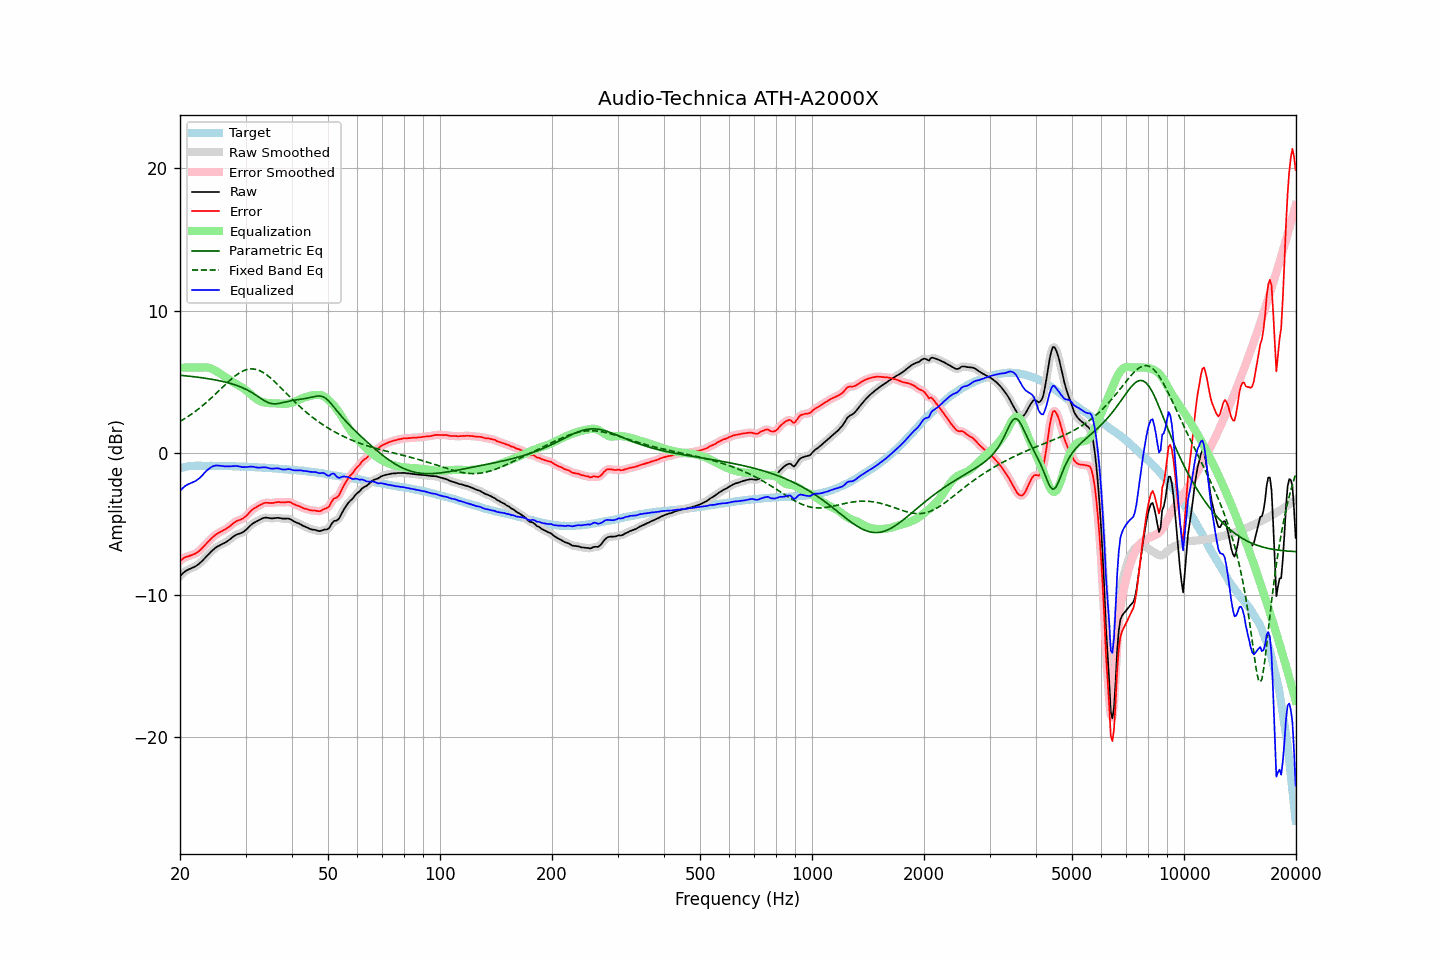 Audio-Technica ATH-A2000X
Target
Raw Smoothed
Error Smoothed
Raw
Error
Equalization
Parametric Eq
Fixed Band Eq
Equalized
20
10
0
−10
−20
Amplitude (dBr)
20
50
100
200
500
1000
2000
5000
10000
20000
Frequency (Hz)